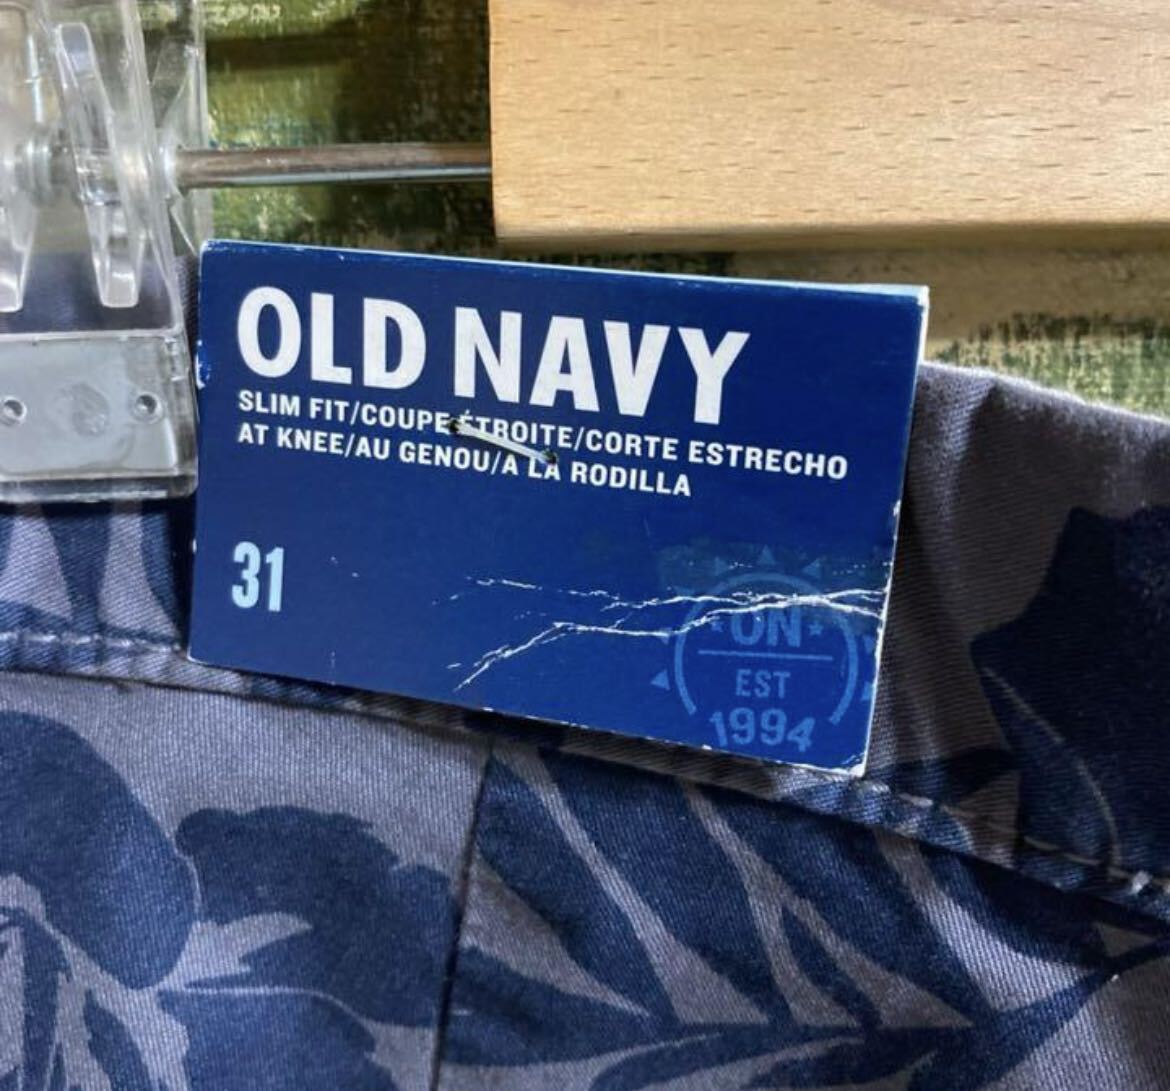 OLD NAVY
SLIM FIT/COUPE ÉTROITE/CORTE ESTRECHO
AT KNEE/AU GENOU/A LA RODILLA
31
ON
EST
1994